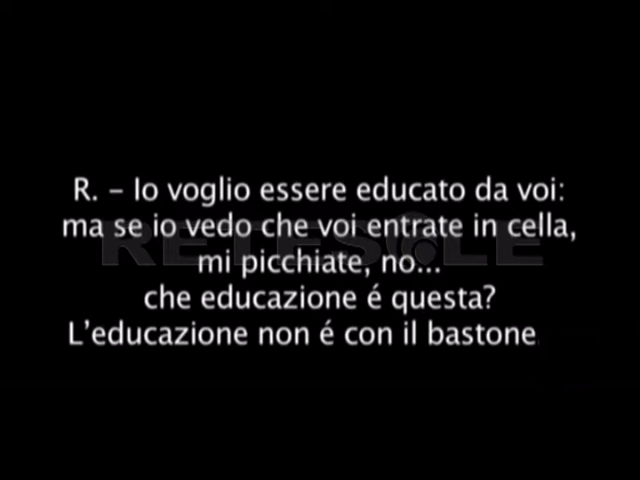 R. – Io voglio essere educato da voi:
ma se io vedo che voi entrate in cella,
RETESOLE
mi picchiate, no...
che educazione é questa?
L'educazione non é con il bastone